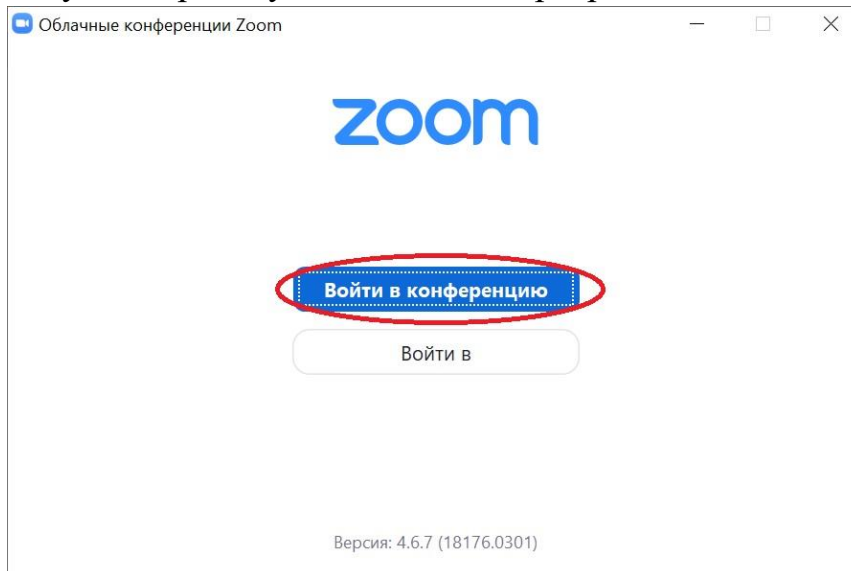 Облачные конференции Zoom
zoom
Войти в конференцию
Войти в
Версия: 4.6.7 (18176.0301)